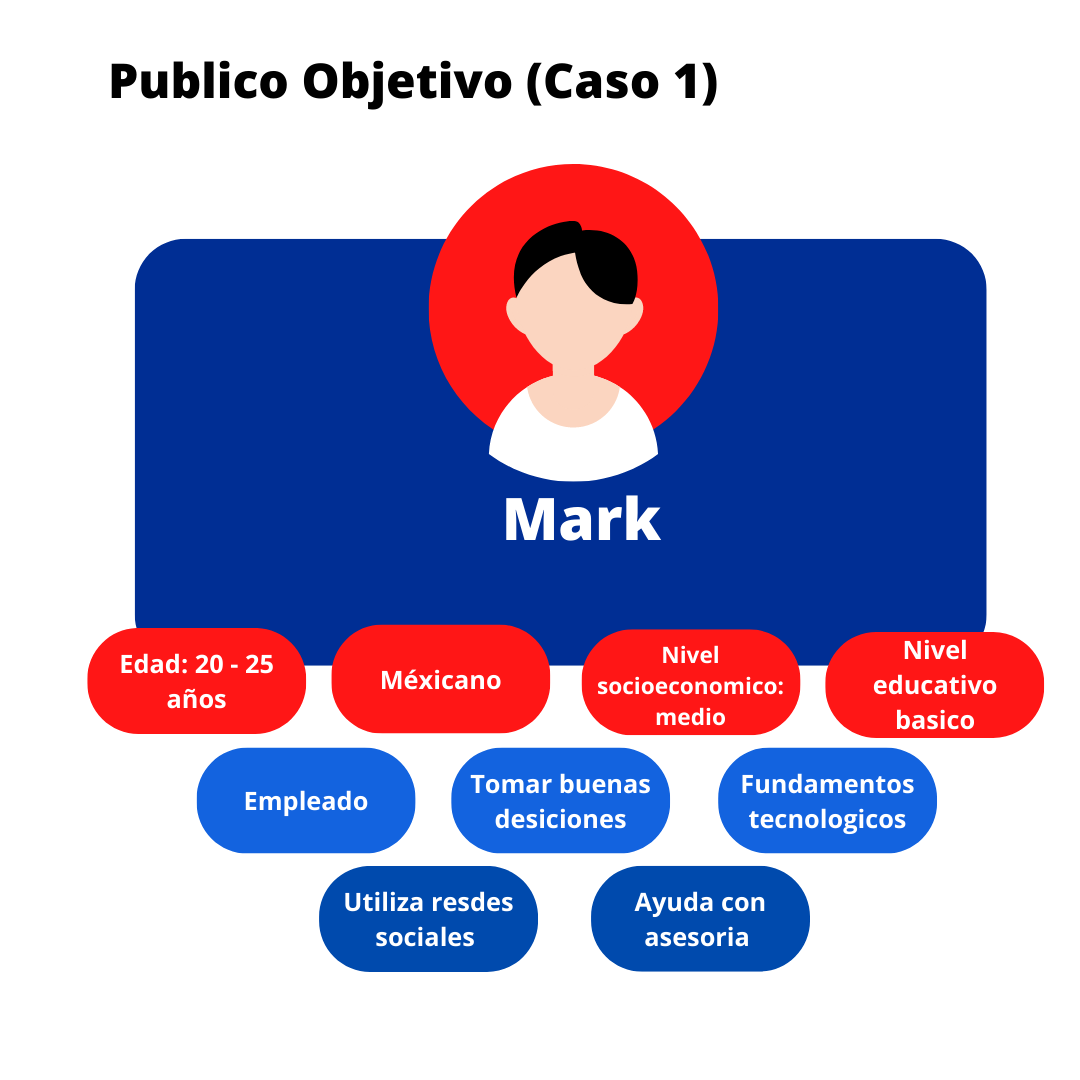 Publico Objetivo (Caso 1)
Mark
Edad: 20 - 25
años
Méxicano
Nivel
socioeconomico:
medio
Nivel
educativo
basico
Empleado
Tomar buenas
desiciones
Fundamentos
tecnologicos
Utiliza resdes
sociales
Ayuda con
asesoria